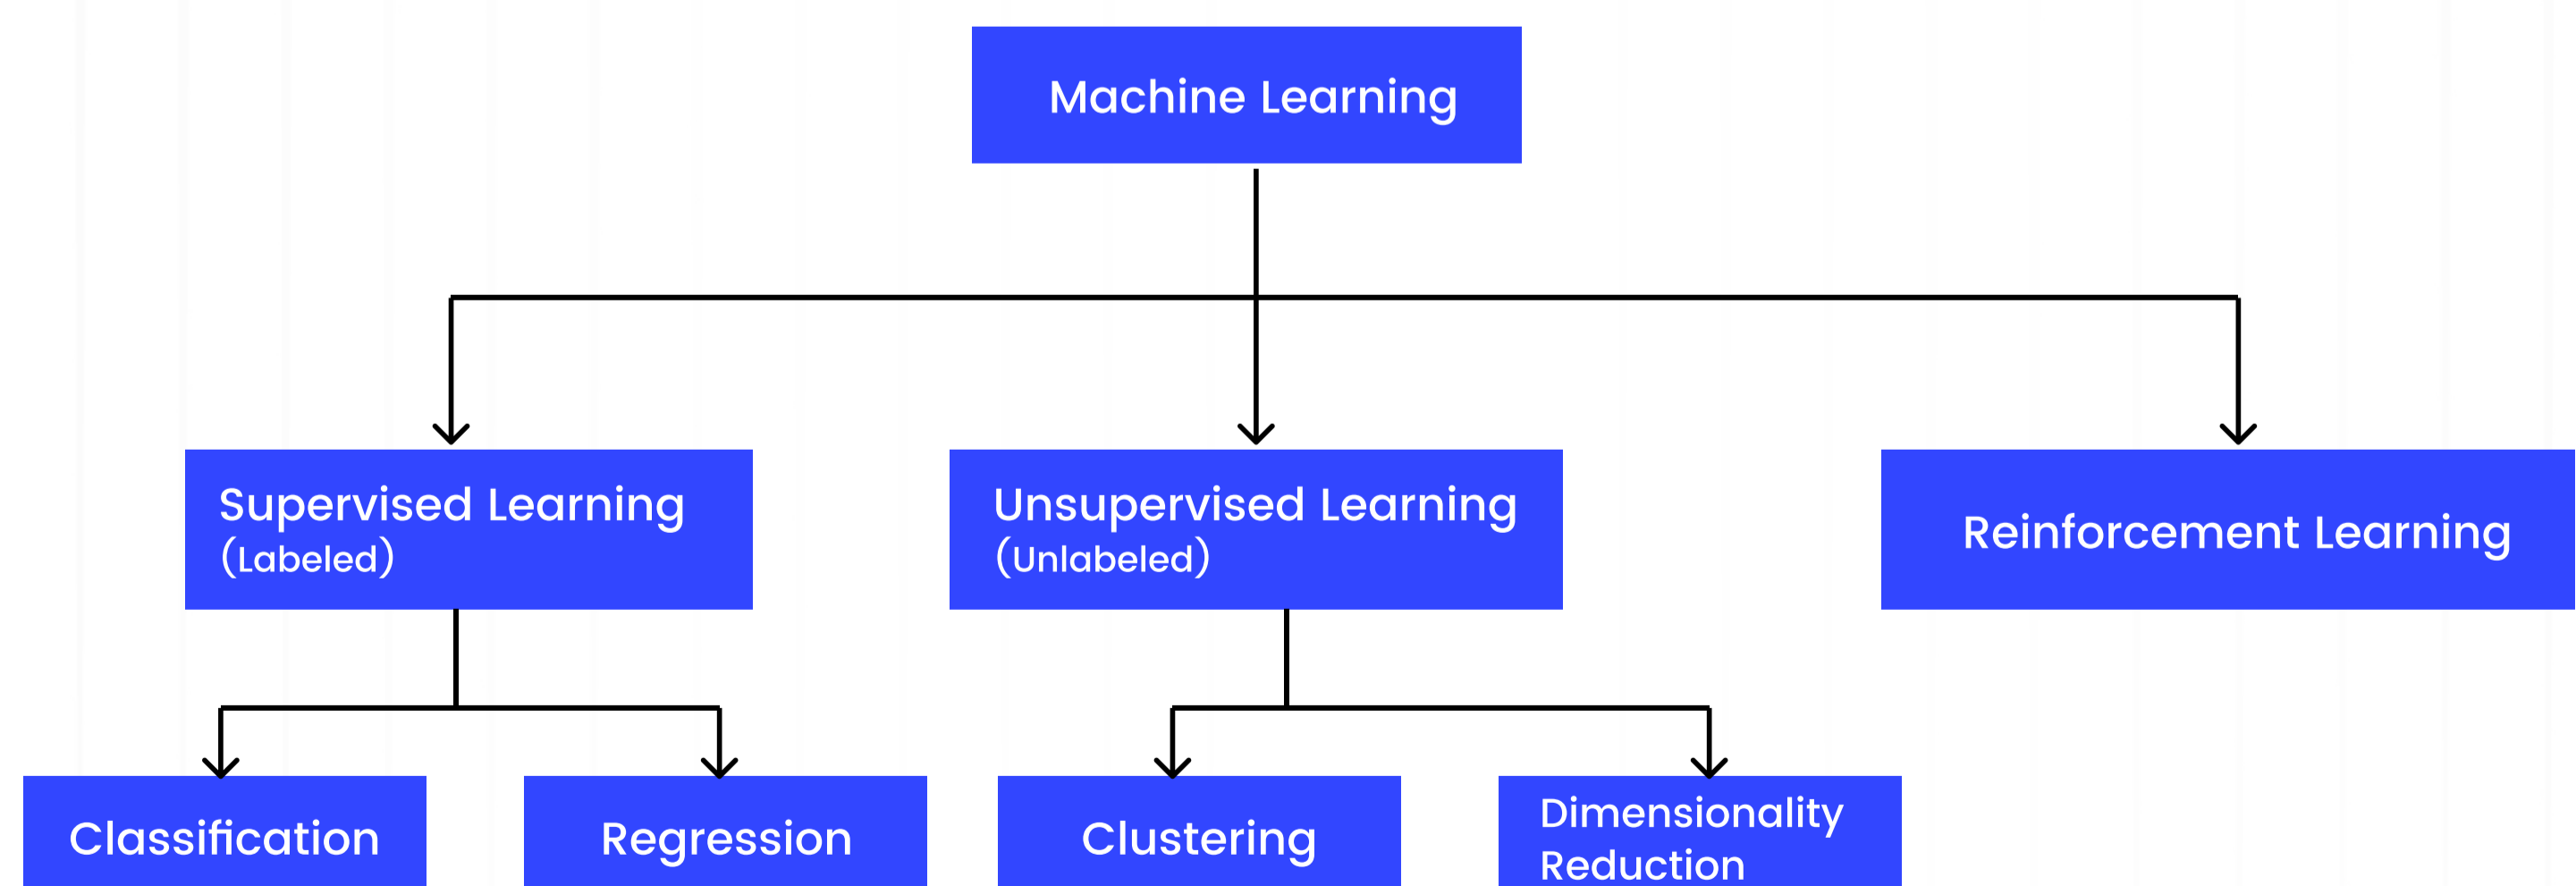 Machine Learning
Supervised Learning
(Labeled)
Unsupervised Learning
(Unlabeled)
Reinforcement Learning
Classification
Regression
Clustering
Dimensionality
Reduction